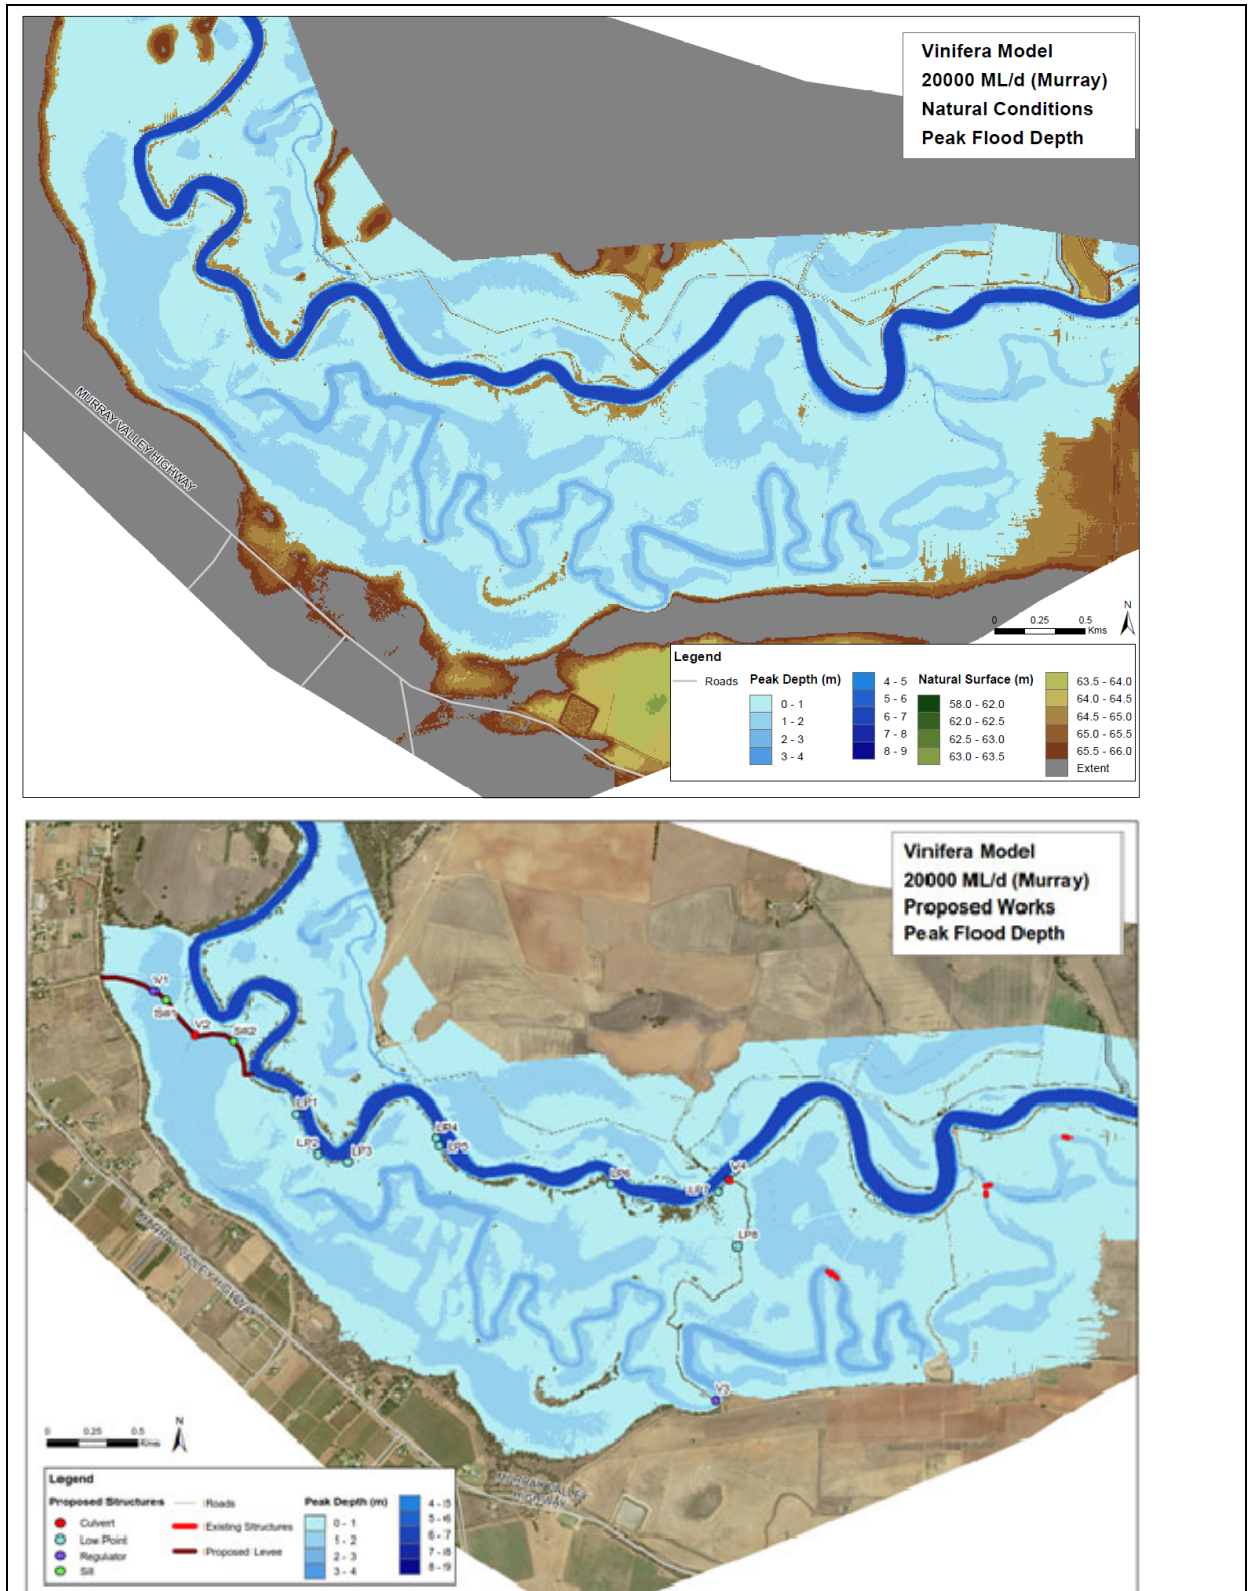 Vinifera Model
20000 ML/d (Murray)
Natural Conditions
Peak Flood Depth
MURRAY VALLEY HIGHWAY
N
0 0.25 0.5
Kms
Legend
Roads
Peak Depth (m)
0 - 1
1 - 2
2 - 3
3 - 4
4 - 5
5 - 6
6 - 7
7 - 8
8 - 9
Natural Surface (m)
58.0 - 62.0
62.0 - 62.5
62.5 - 63.0
63.0 - 63.5
63.5 - 64.0
64.0 - 64.5
64.5 - 65.0
65.0 - 65.5
65.5 - 66.0
Extent
Vinifera Model
20000 ML/d (Murray)
Proposed Works
Peak Flood Depth
V1
Sill1
V2
Sill2
LP1
LP2
LP3
LP4
LP5
LP6
LP7
V4
LP8
V3
MURRAY VALLEY HIGHWAY
MURRAY VALLEY
HIGHWAY
0 0.25 0.5
Kms
N
Legend
Proposed Structures
Culvert
Low Point
Regulator
Sill
Roads
Existing Structures
Proposed Levee
Peak Depth (m)
0 - 1
1 - 2
2 - 3
3 - 4
4 - 5
5 - 6
6 - 7
7 - 8
8 - 9